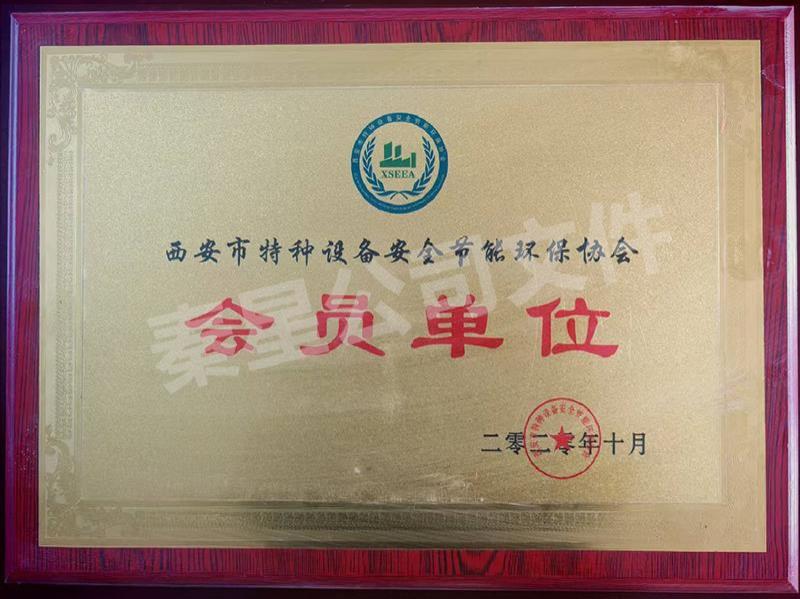 XSEEA
西安市特种设备安全节能环保协会
会员单位
二零二零年十月
秦星公司文件